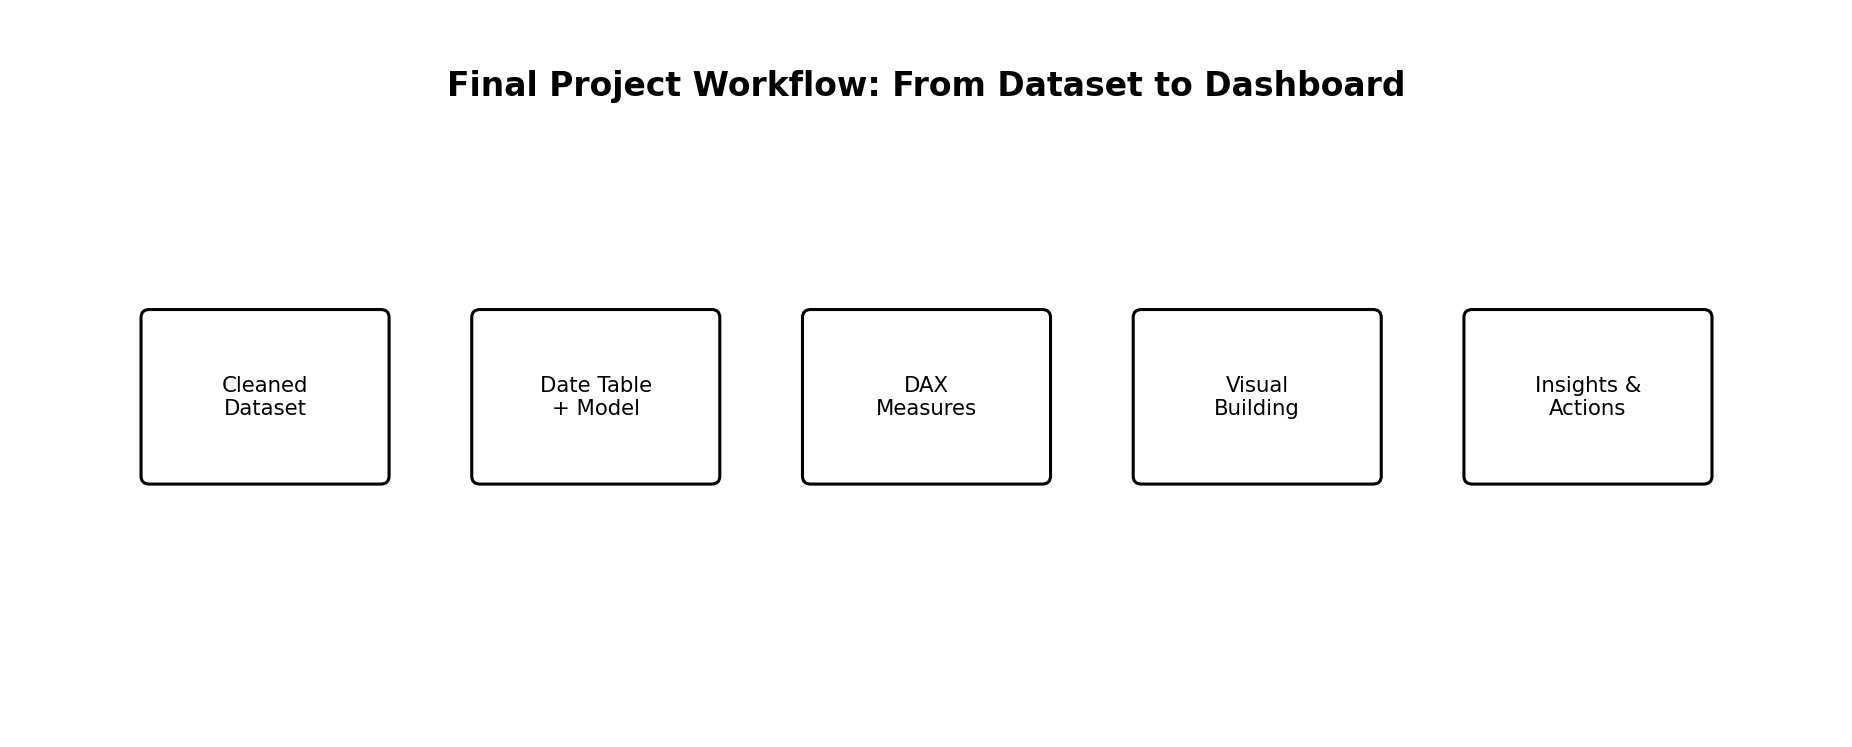 Final Project Workflow: From Dataset to Dashboard
Cleaned
Dataset
Date Table
+ Model
DAX
Measures
Visual
Building
Insights &
Actions